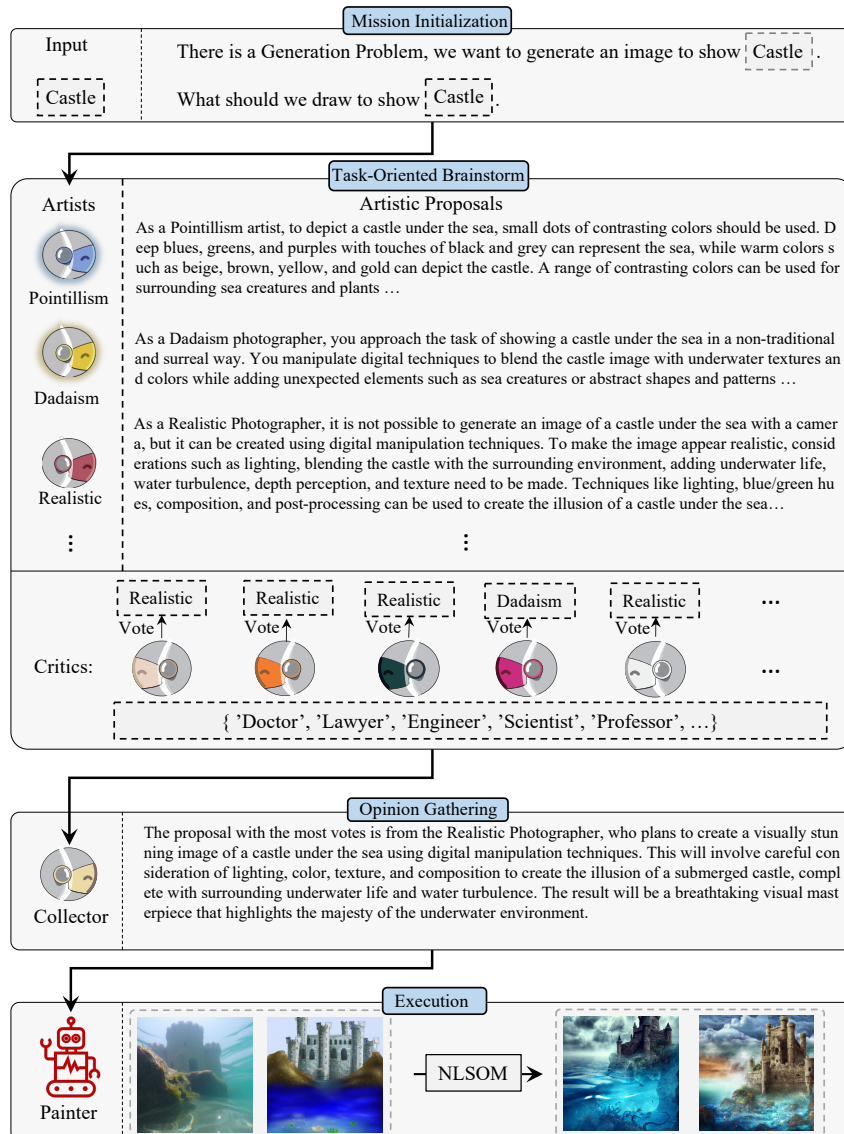 Mission Initialization
Input
There is a Generation Problem, we want to generate an image to show Castle .
Castle
What should we draw to show Castle .
Task-Oriented Brainstorm
Artists
Artistic Proposals
As a Pointillism artist, to depict a castle under the sea, small dots of contrasting colors should be used. D
eep blues, greens, and purples with touches of black and grey can represent the sea, while warm colors s
uch as beige, brown, yellow, and gold can depict the castle. A range of contrasting colors can be used for
surrounding sea creatures and plants …
Pointillism
As a Dadaism photographer, you approach the task of showing a castle under the sea in a non-traditional
and surreal way. You manipulate digital techniques to blend the castle image with underwater textures an
d colors while adding unexpected elements such as sea creatures or abstract shapes and patterns …
Dadaism
As a Realistic Photographer, it is not possible to generate an image of a castle under the sea with a camer
a, but it can be created using digital manipulation techniques. To make the image appear realistic, consid
erations such as lighting, blending the castle with the surrounding environment, adding underwater life,
water turbulence, depth perception, and texture need to be made. Techniques like lighting, blue/green hu
es, composition, and post-processing can be used to create the illusion of a castle under the sea…
Realistic
⋮ ⋮
Realistic Realistic Realistic Dadaism Realistic …
Vote Vote Vote Vote Vote
Critics: …
{ ’Doctor’, ’Lawyer’, ’Engineer’, ’Scientist’, ’Professor’, …}
Opinion Gathering
The proposal with the most votes is from the Realistic Photographer, who plans to create a visually stun
ning image of a castle under the sea using digital manipulation techniques. This will involve careful con
sideration of lighting, color, texture, and composition to create the illusion of a submerged castle, compl
ete with surrounding underwater life and water turbulence. The result will be a breathtaking visual mast
erpiece that highlights the majesty of the underwater environment.
Collector
Execution
NLSOM
Painter